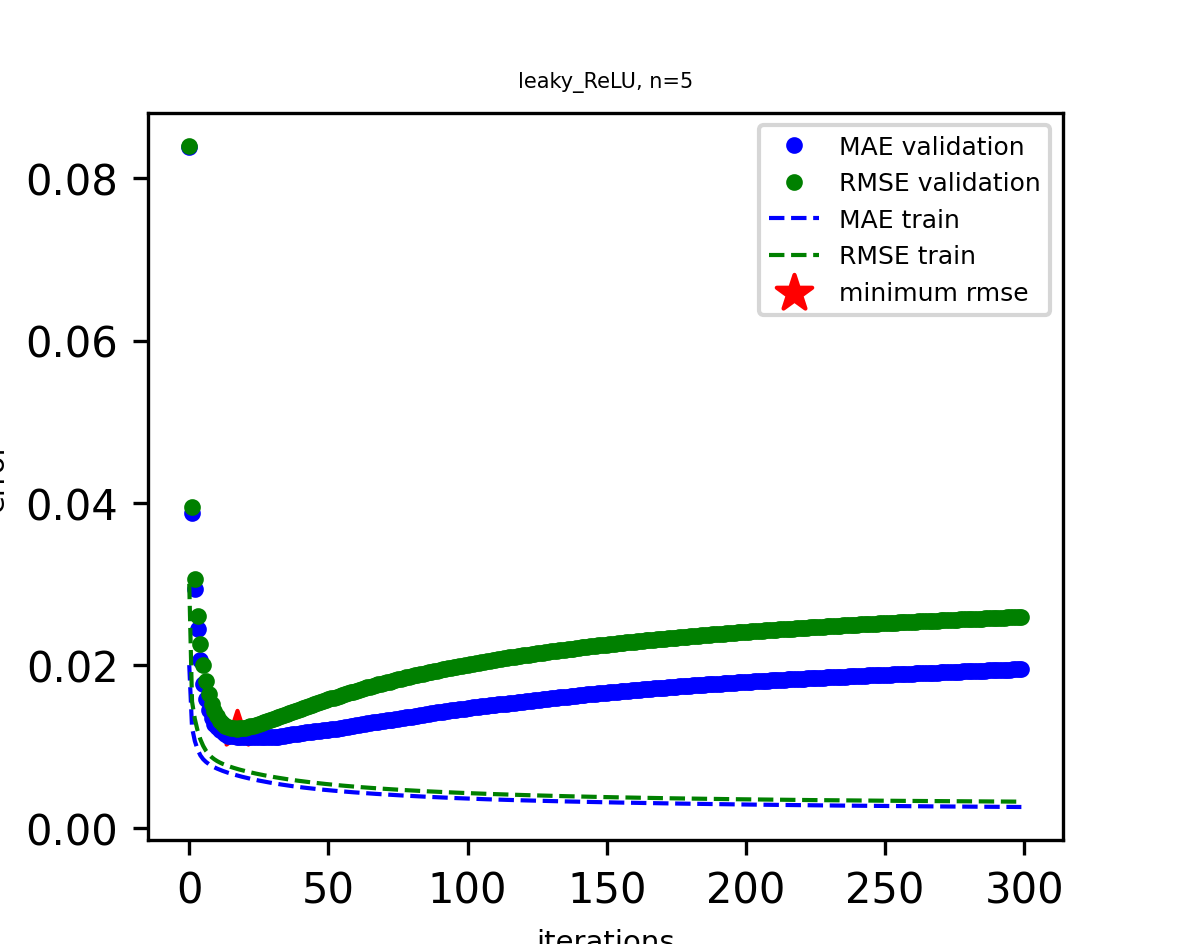 leaky_ReLU, n=5
MAE validation
RMSE validation
MAE train
RMSE train
minimum rmse
0.08
0.06
0.04
0.02
0.00
0 50 100 150 200 250 300
iterations